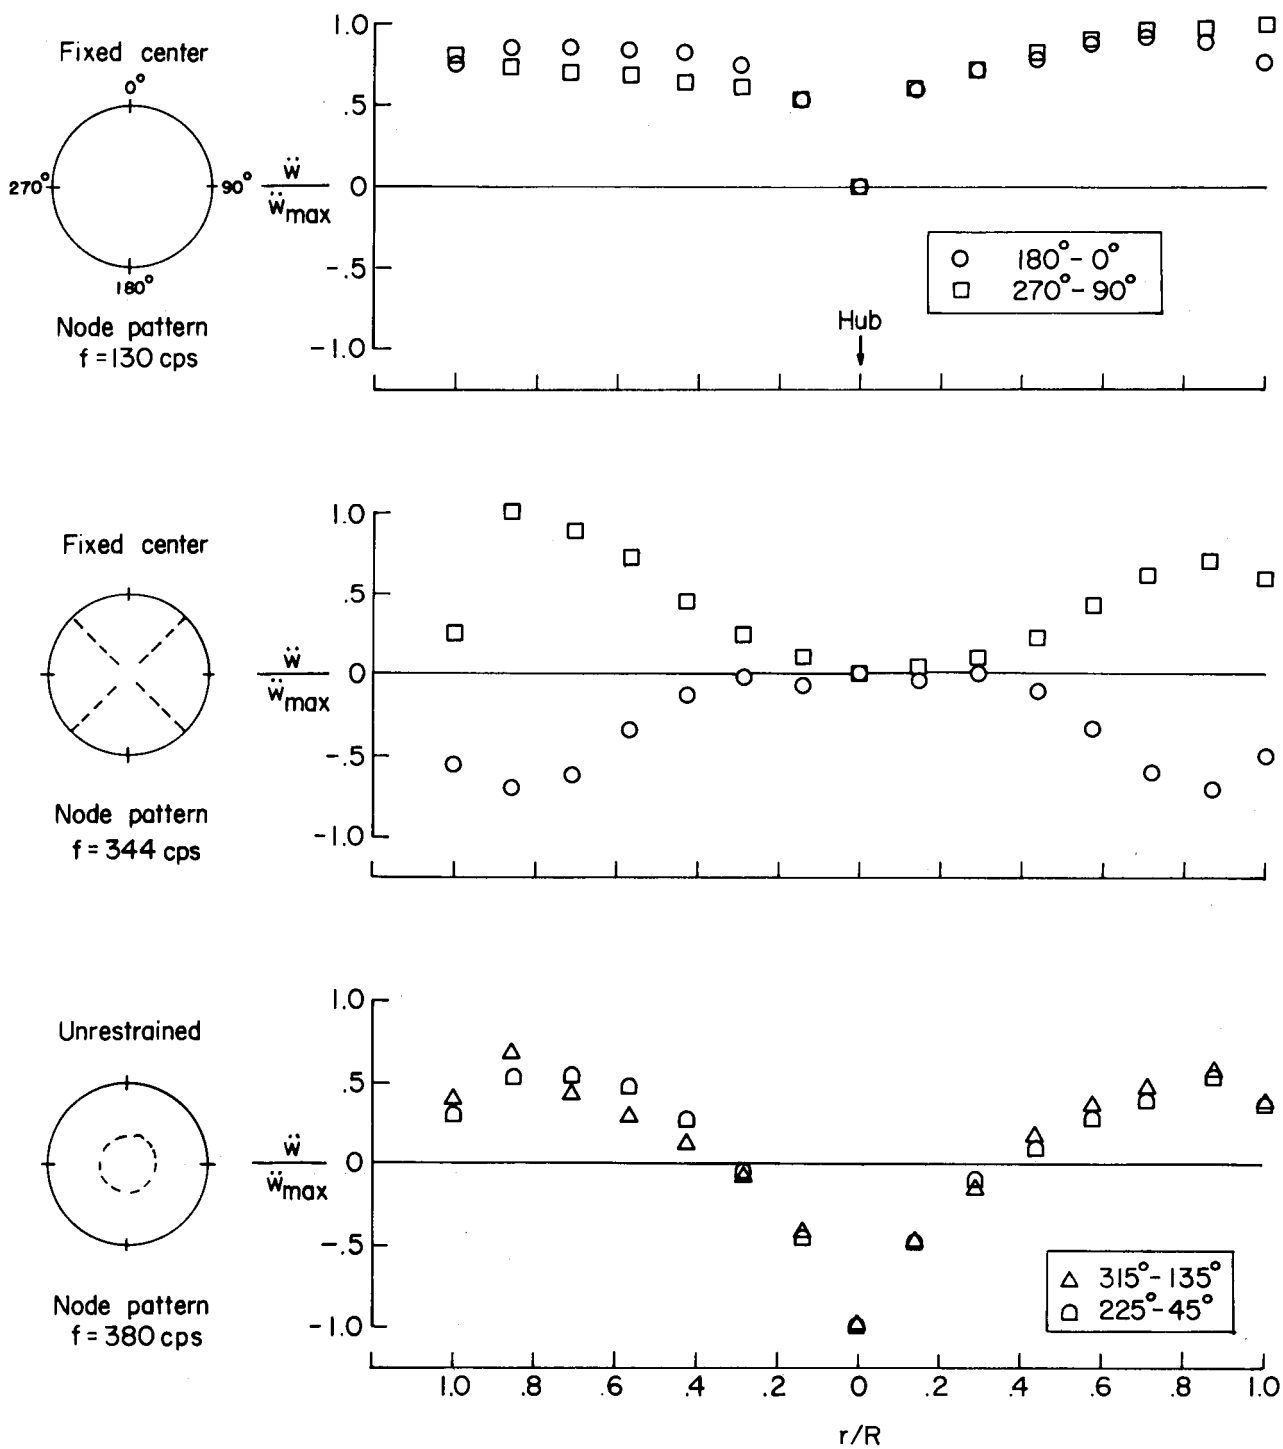 Fixed center
0°
270°
90°
180°
Node pattern
f = 130 cps
ẅ
ẅmax
1.0
.5
0
-.5
-1.0
180°- 0°
270°- 90°
Hub
Fixed center
Node pattern
f = 344 cps
ẅ
ẅmax
1.0
.5
0
-.5
-1.0
Unrestrained
Node pattern
f = 380 cps
ẅ
ẅmax
1.0
.5
0
-.5
-1.0
315°- 135°
225°- 45°
1.0 .8 .6 .4 .2 0 .2 .4 .6 .8 1.0
r/R